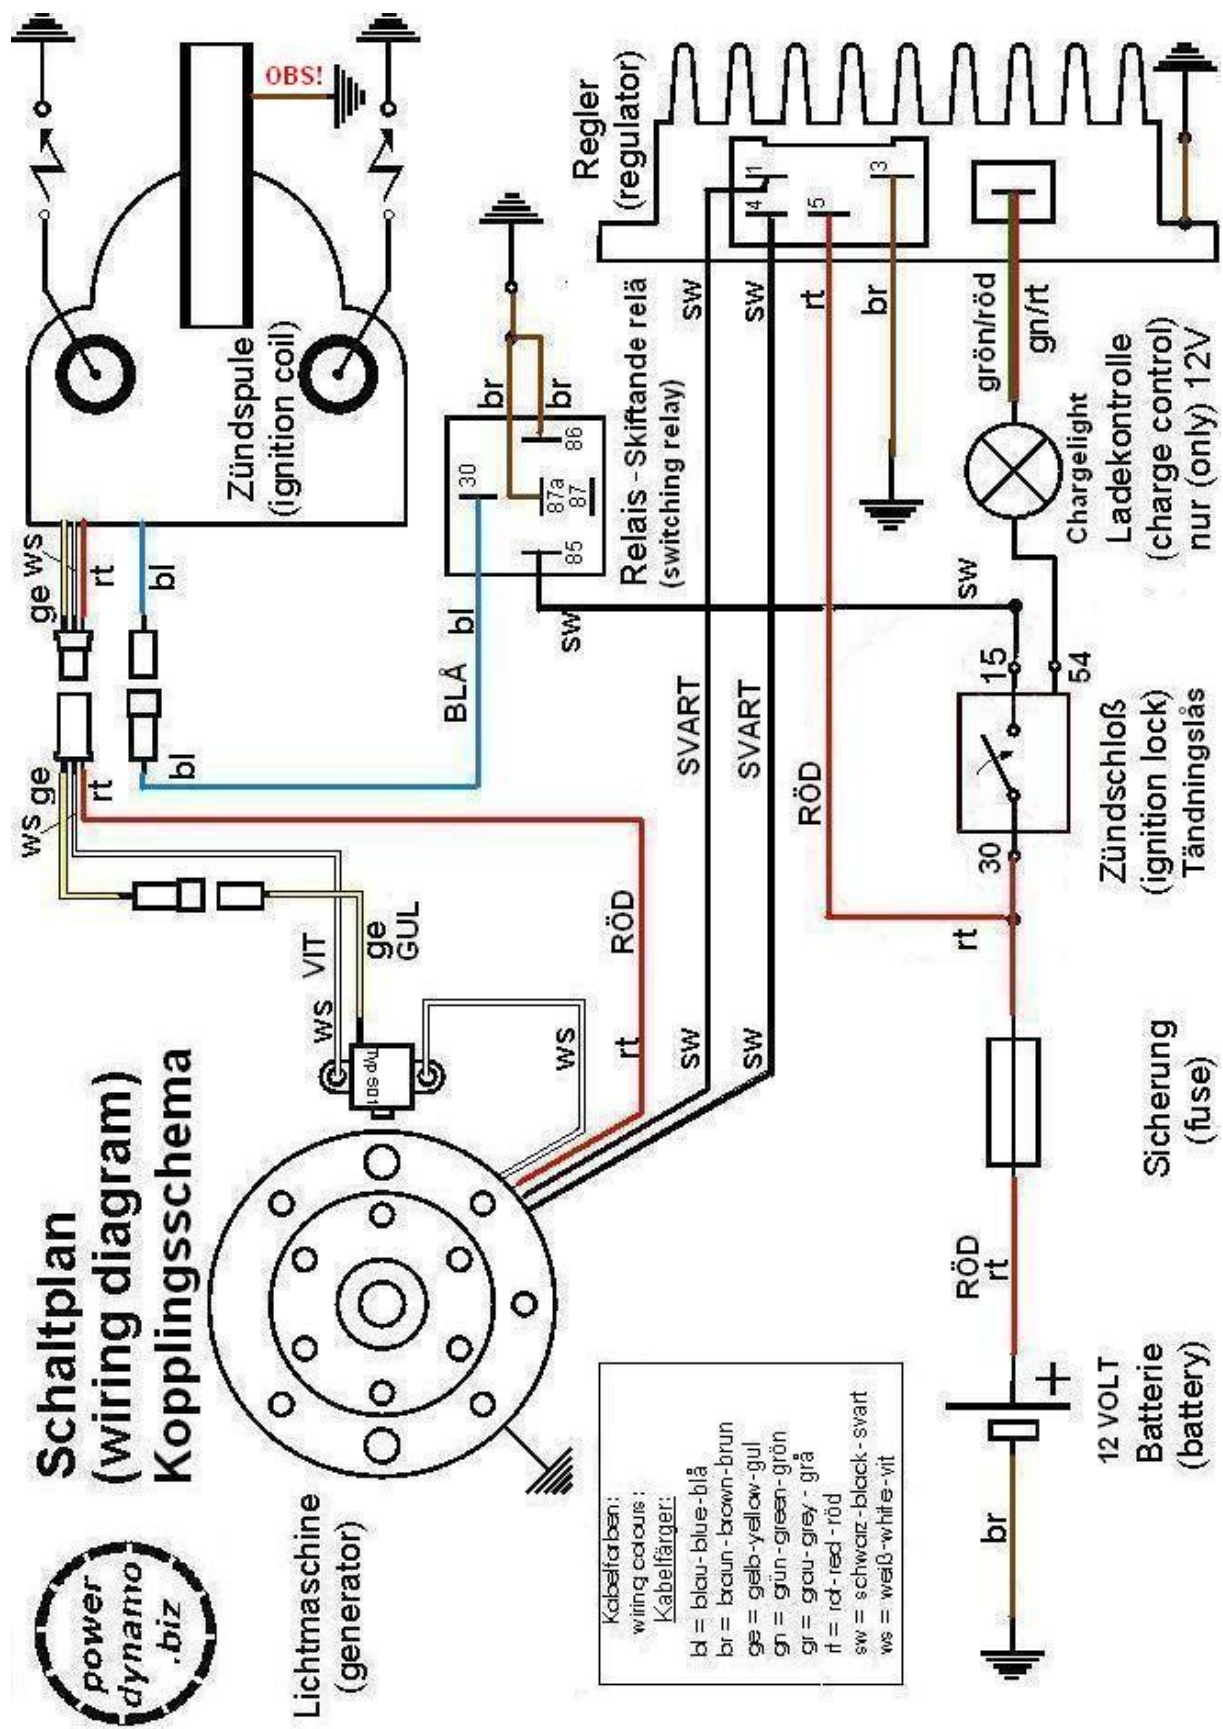 Schaltplan
(wiring diagram)
Kopplingsschema
power
dynamo
.biz
Lichtmaschine
(generator)
Kabelfarben:
wiring colours:
Kabelfärger:
bl = blau-blue-blå
br = braun-brown-brun
ge = gelb-yellow-gul
gn = grün-green-grön
gr = grau-grey-grå
rt = rot-red-röd
sw = schwarz-black-svart
ws = weiß-white-vit
OBS!
Zündspule
(ignition coil)
ge
ws
rt
bl
ws
ge
rt
bl
VIT
ws
ge
GUL
Typ SD1
ws
BLÅ
bl
RÖD
rt
30
87a
87
86
85
br
br
sw
Relais - Skiftande relä
(switching relay)
Regler
(regulator)
1
4
5
3
sw
sw
rt
br
SVART
SVART
sw
sw
RÖD
grön/röd
gn/rt
Chargelight
Ladekontrolle
(charge control)
nur (only) 12V
sw
15
54
30
Zündschloß
(ignition lock)
Tändningslås
rt
Sicherung
(fuse)
RÖD
rt
+
12 VOLT
Batterie
(battery)
br